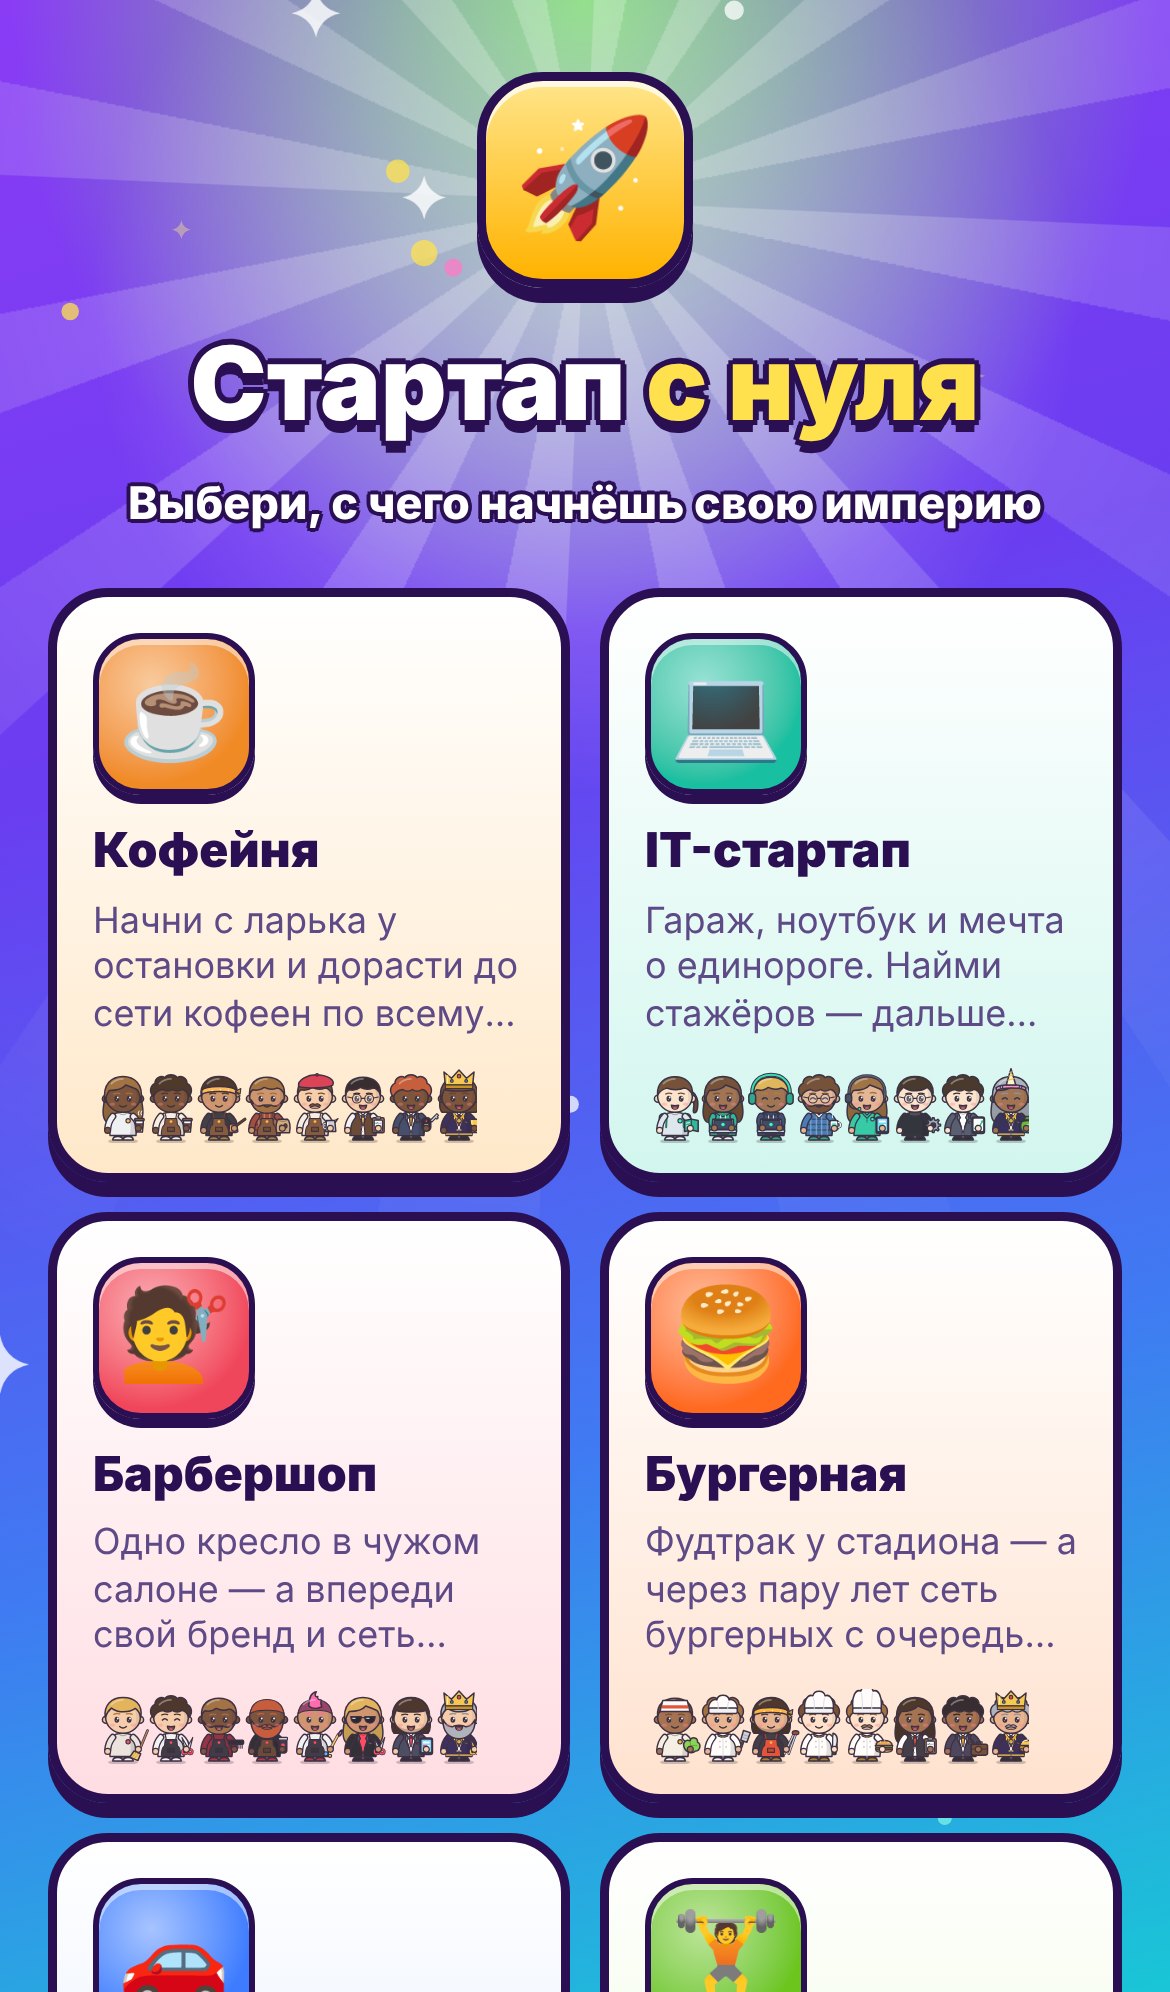 Стартап с нуля
Выбери, с чего начнёшь свою империю
Кофейня
Начни с ларька у
остановки и дорасти до
сети кофеен по всему...
IT-стартап
Гараж, ноутбук и мечта
о единороге. Найми
стажёров — дальше...
Барбершоп
Одно кресло в чужом
салоне — а впереди
свой бренд и сеть...
Бургерная
Фудтрак у стадиона — а
через пару лет сеть
бургерных с очередь...